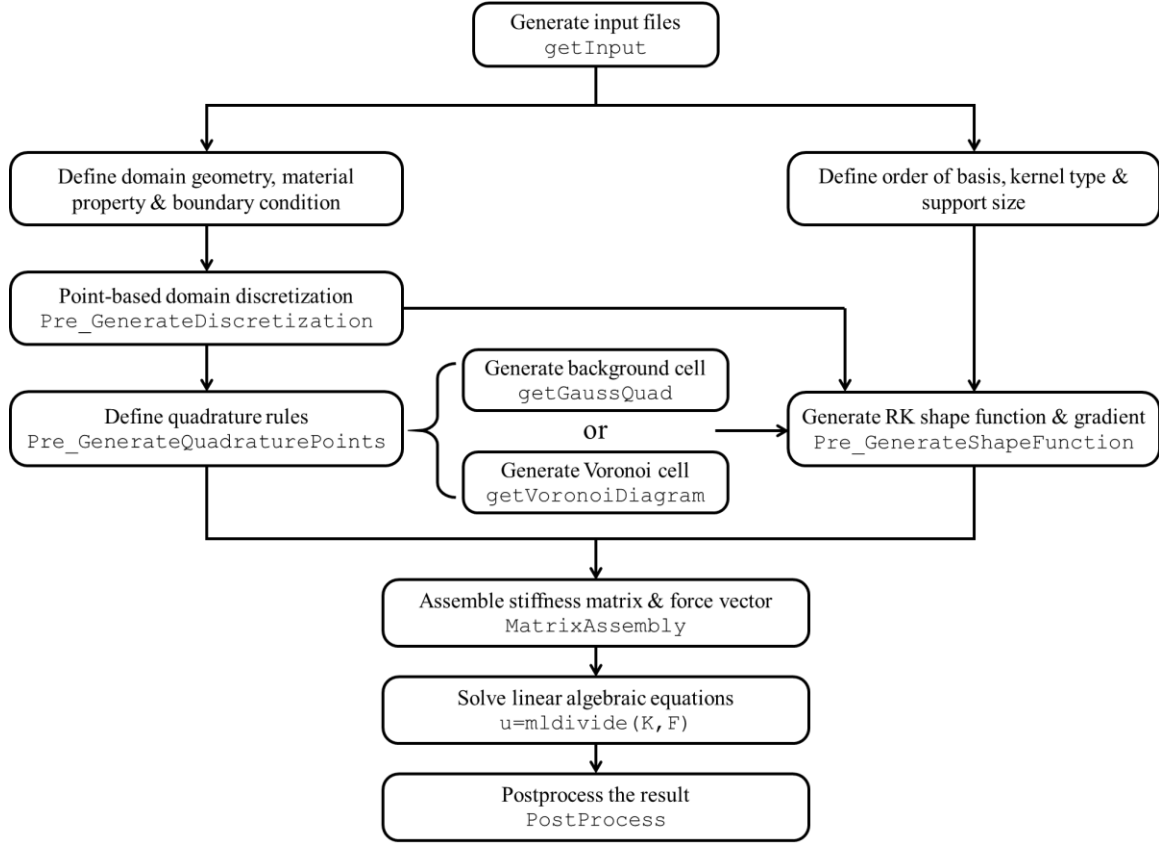 Generate input files
getInput
Define domain geometry, material
property & boundary condition
Define order of basis, kernel type &
support size
Point-based domain discretization
Pre_GenerateDiscretization
Generate background cell
getGaussQuad
Define quadrature rules
Pre_GenerateQuadraturePoints
or
Generate RK shape function & gradient
Pre_GenerateShapeFunction
Generate Voronoi cell
getVoronoiDiagram
Assemble stiffness matrix & force vector
MatrixAssembly
Solve linear algebraic equations
u=mldivide(K,F)
Postprocess the result
PostProcess